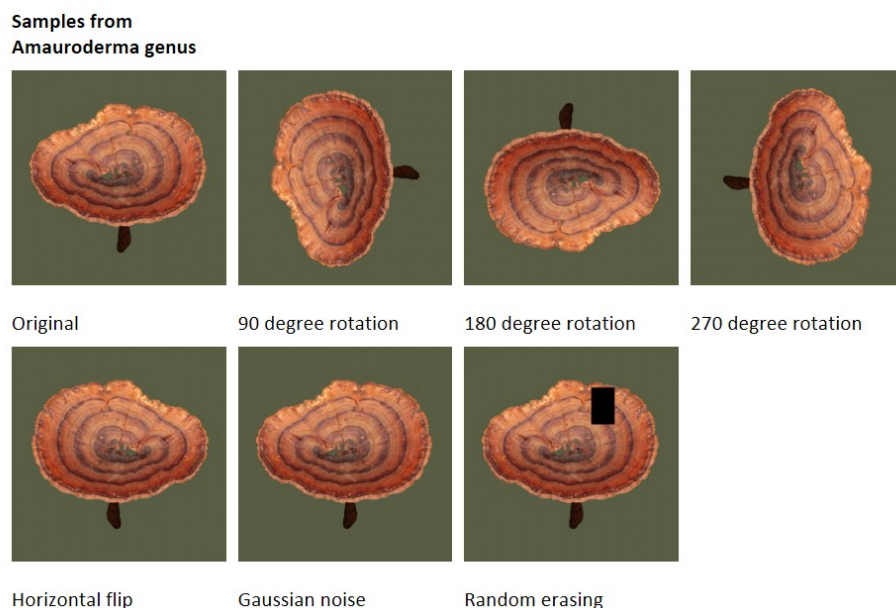 Samples from
Amauroderma genus
Original
90 degree rotation
180 degree rotation
270 degree rotation
Horizontal flip
Gaussian noise
Random erasing